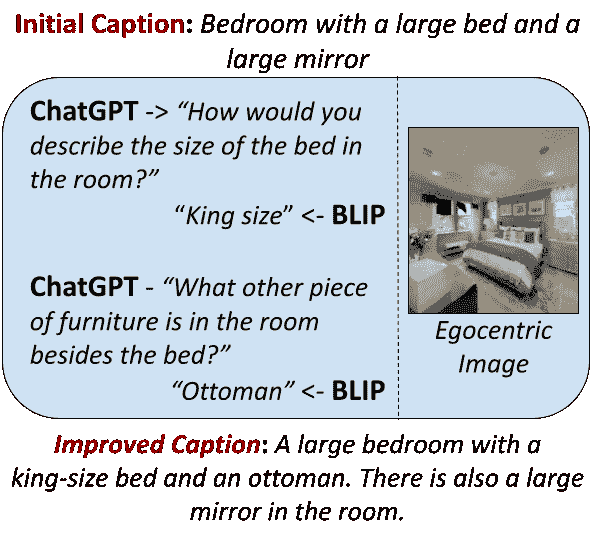 Initial Caption: Bedroom with a large bed and a
large mirror
ChatGPT -> “How would you
describe the size of the bed in
the room?”
“King size” <- BLIP
ChatGPT - “What other piece
of furniture is in the room
besides the bed?”
“Ottoman” <- BLIP
Egocentric
Image
Improved Caption: A large bedroom with a
king-size bed and an ottoman. There is also a large
mirror in the room.